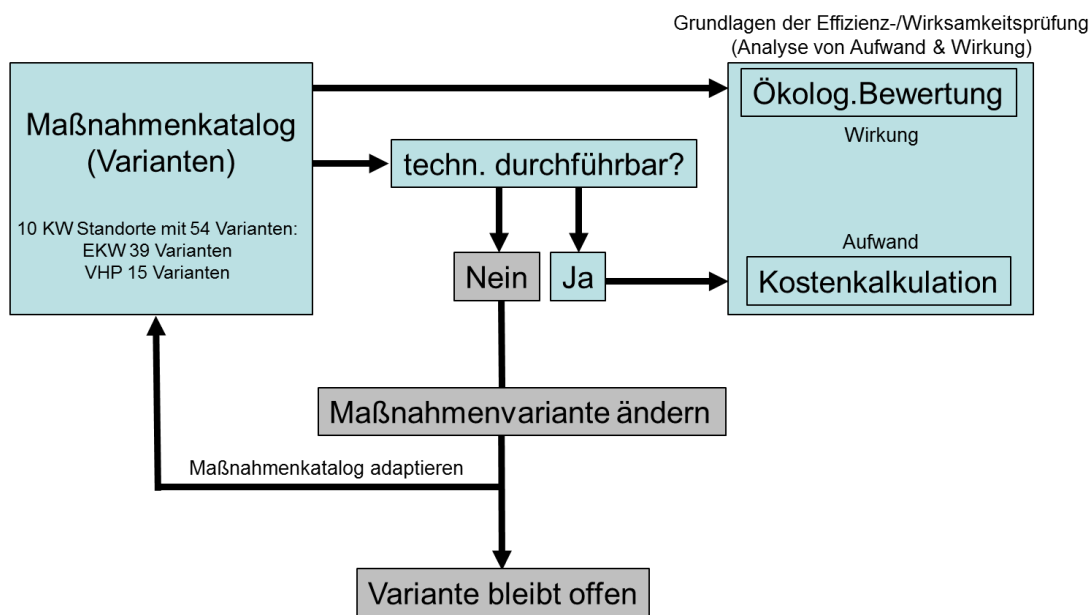 Grundlagen der Effizienz-/Wirksamkeitsprüfung
(Analyse von Aufwand & Wirkung)
Maßnahmenkatalog
(Varianten)
10 KW Standorte mit 54 Varianten:
EKW 39 Varianten
VHP 15 Varianten
techn. durchführbar?
Nein
Ja
Ökolog.Bewertung
Wirkung
Aufwand
Kostenkalkulation
Maßnahmenvariante ändern
Maßnahmenkatalog adaptieren
Variante bleibt offen